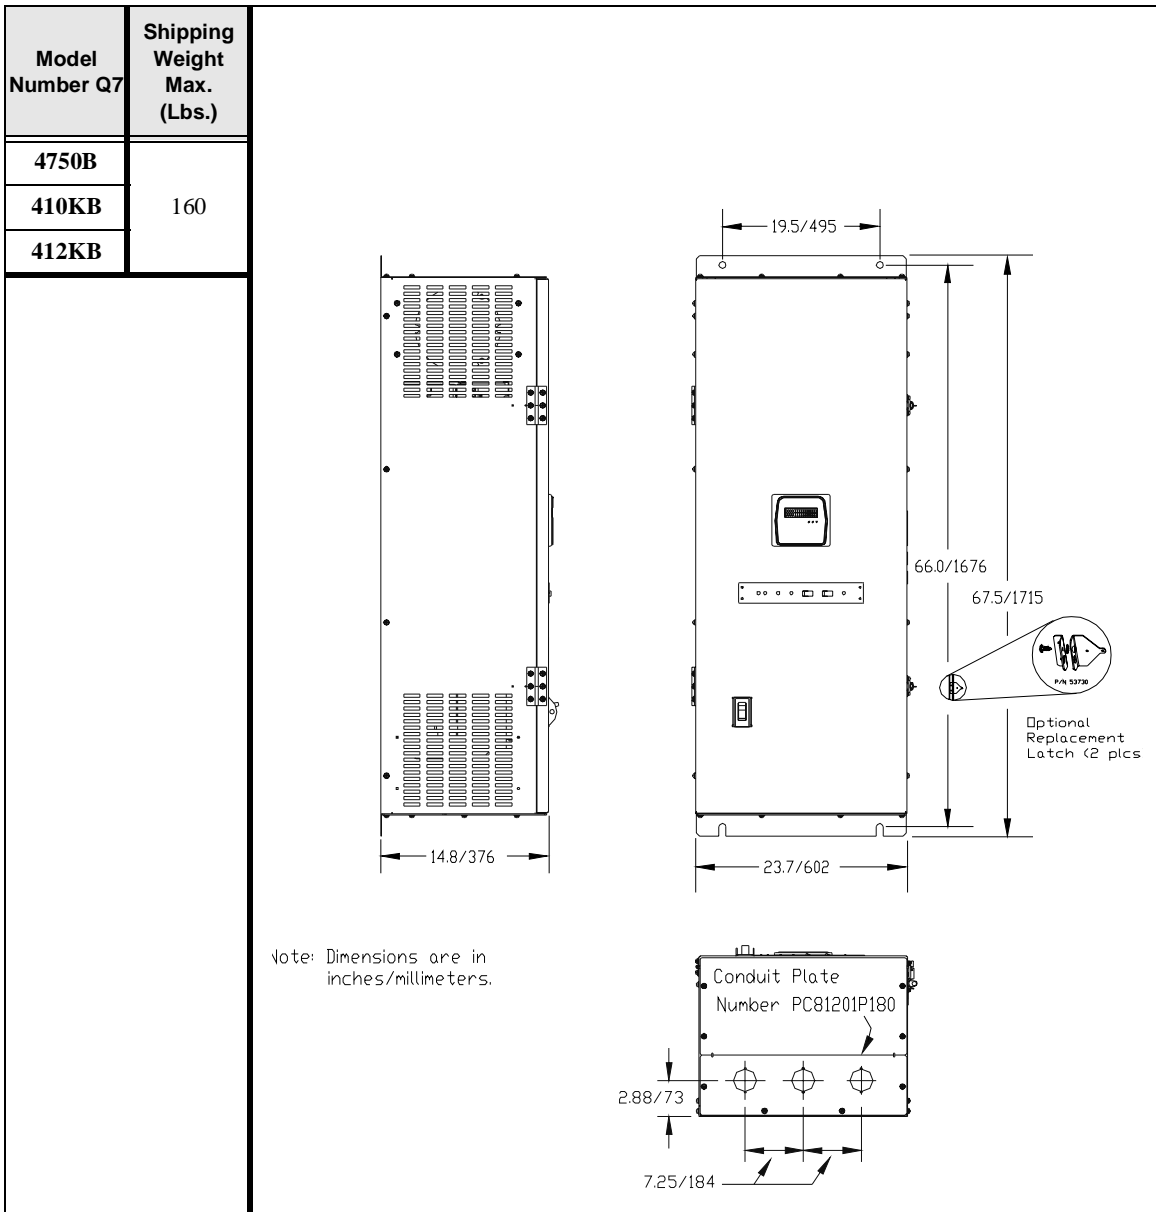 Model
Number Q7
Shipping
Weight
Max.
(Lbs.)
4750B
410KB
412KB
160
19.5/495
66.0/1676
67.5/1715
P/N 53730
Optional
Replacement
Latch (2 plcs
14.8/376
23.7/602
Note: Dimensions are in
inches/millimeters.
Conduit Plate
Number PC81201P180
2.88/73
7.25/184